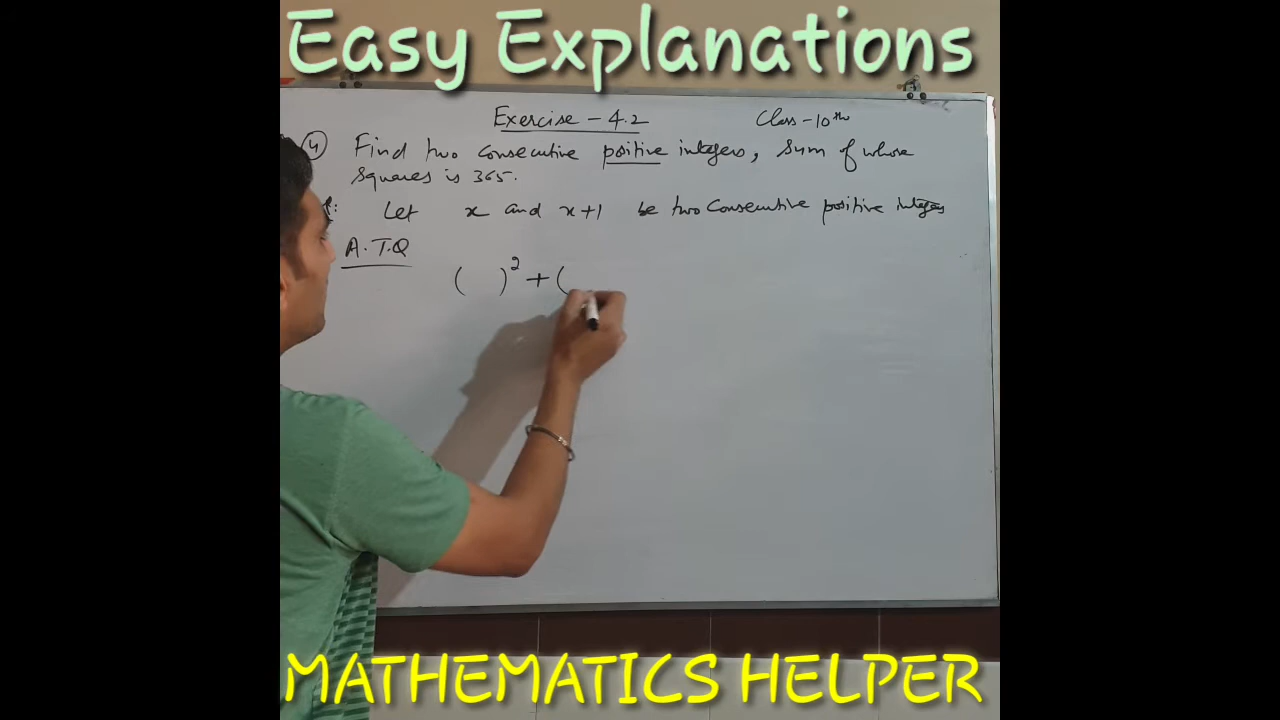 Easy Explanations
Exercise - 4.2 Class - 10th
4 Find two consecutive positive integers, Sum of whose
squares is 365.
Let x and x+1 be two Consecutive positive integers
A.T.Q
( )² + (
MATHEMATICS HELPER